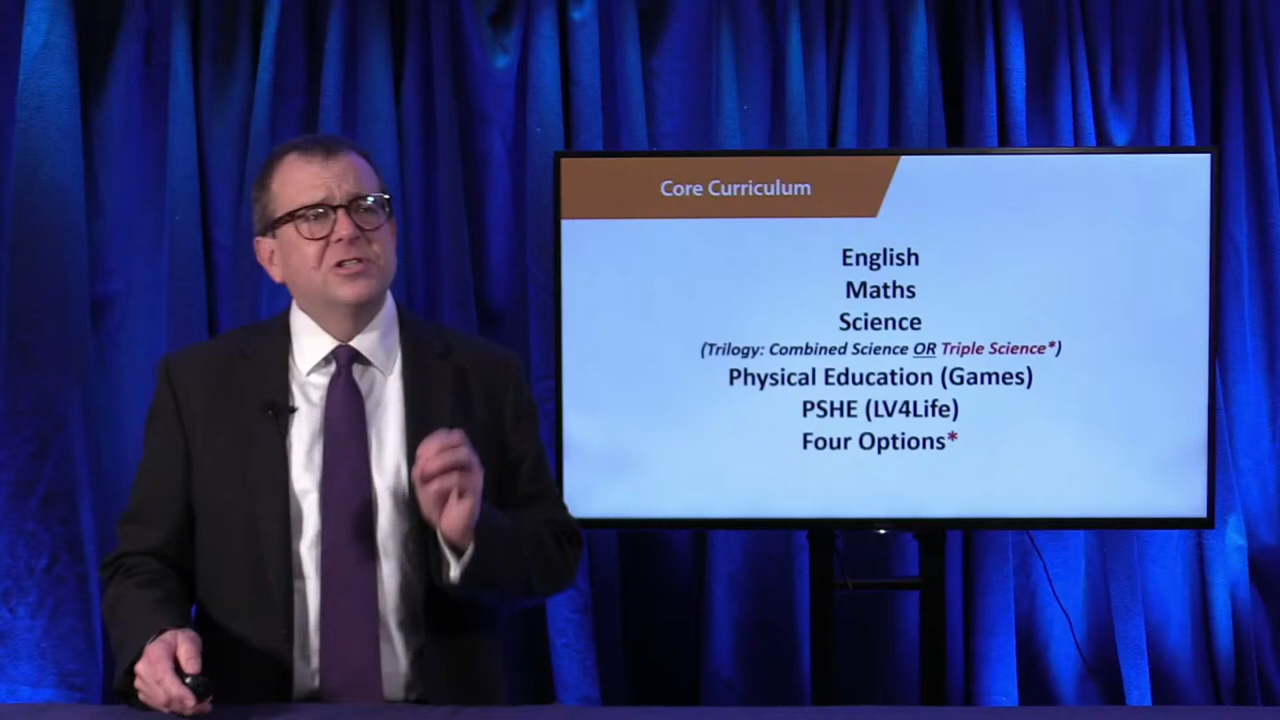 Core Curriculum
English
Maths
Science
(Trilogy: Combined Science OR Triple Science*)
Physical Education (Games)
PSHE (LV4Life)
Four Options*